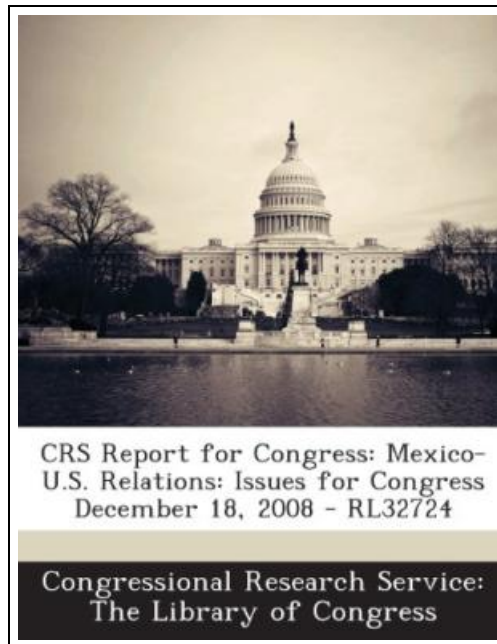 CRS Report for Congress: Mexico-
U.S. Relations: Issues for Congress
December 18, 2008 - RL32724
Congressional Research Service:
The Library of Congress